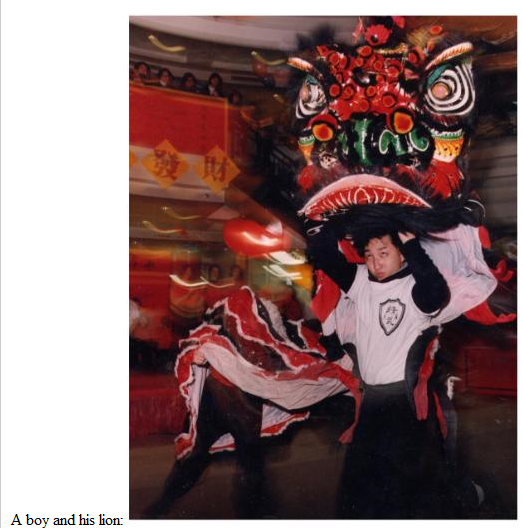 發 財
A boy and his lion: